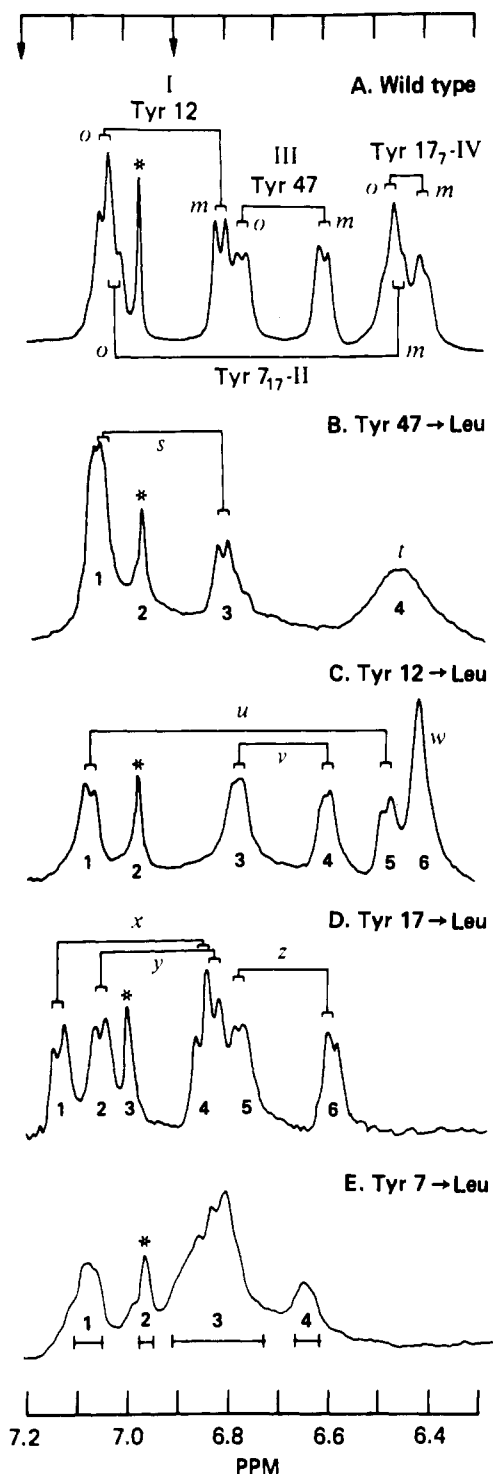 A. Wild type
I
Tyr 12
III
Tyr 47
Tyr 17₇-IV
o
*
m
o
m
o
m
o
m
Tyr 7₁₇-II
B. Tyr 47→Leu
s
*
t
1
2
3
4
C. Tyr 12→Leu
u
*
v
w
1
2
3
4
5
6
D. Tyr 17→Leu
x
y
z
*
1
2
3
4
5
6
E. Tyr 7→Leu
*
1
2
3
4
7.2 7.0 6.8 6.6 6.4
PPM